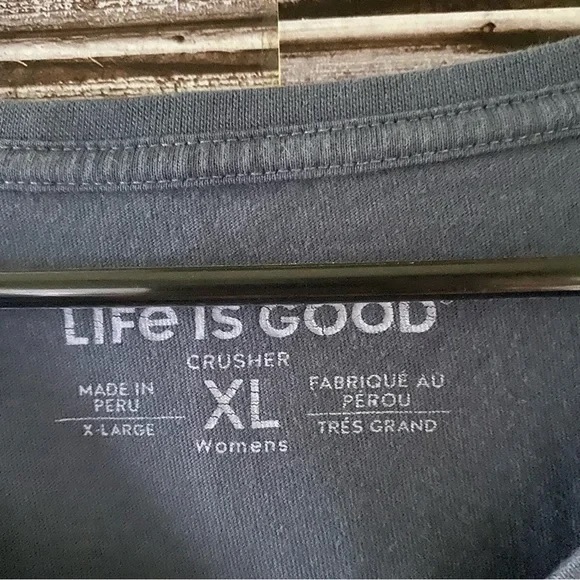 LIFe IS GOOD®
CRUSHER
MADE IN
PERU
X-LARGE
XL
Womens
FABRIQUÉ AU
PÉROU
TRÉS GRAND